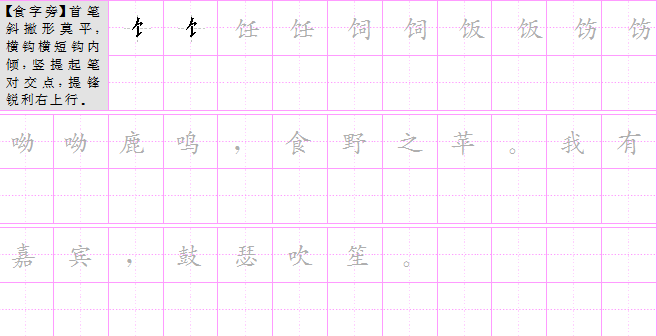 【食字旁】首笔
斜撇形莫平，
横钩横短钩内
倾，竖提起笔
对交点，提锋
锐利右上行．
饣饣饪饪饲饲饭饭饬饬
呦呦鹿鸣，食野之苹。我有
嘉宾，鼓瑟吹笙。